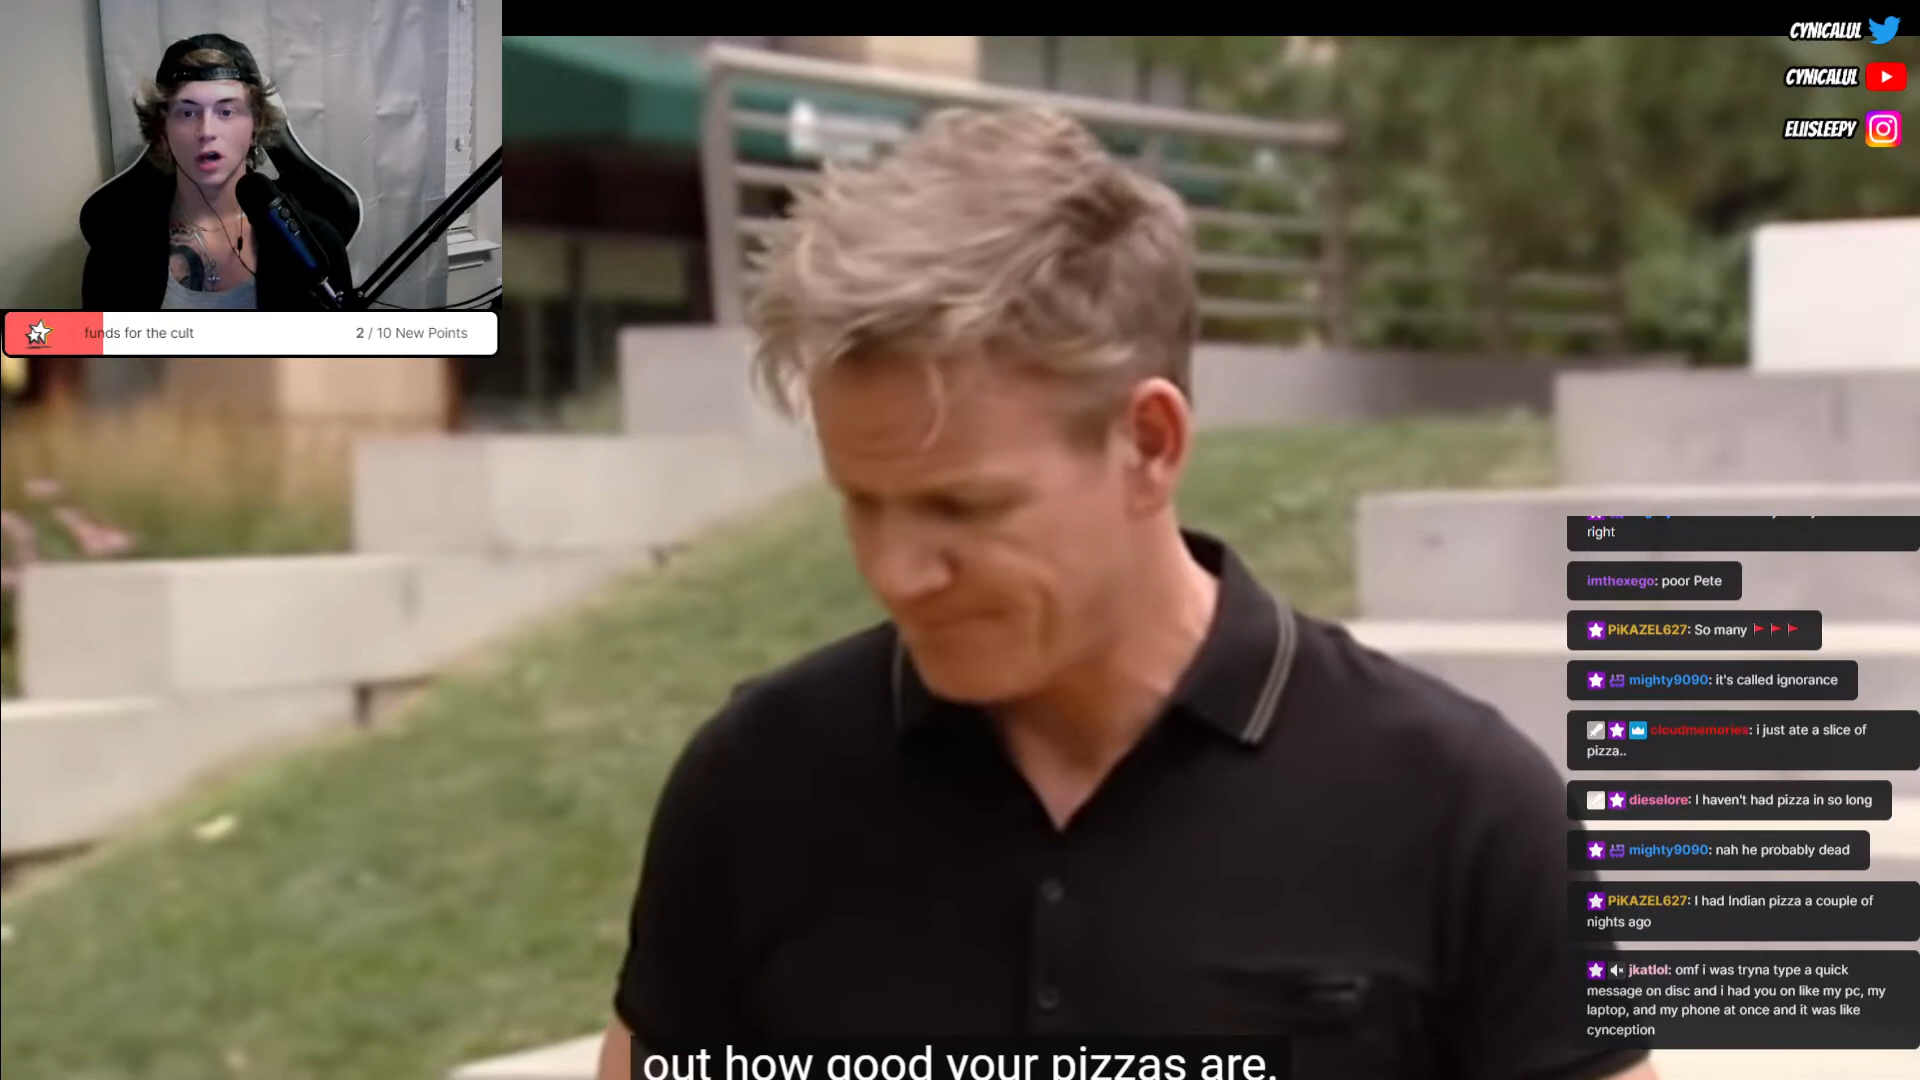 CYNICALUL
CYNICALUL
ELIISLEEPY
funds for the cult
2 / 10 New Points
right
imthexego: poor Pete
PiKAZEL627: So many
mighty9090: it's called ignorance
cloudmemories: i just ate a slice of
pizza..
dieselore: I haven't had pizza in so long
mighty9090: nah he probably dead
PiKAZEL627: I had Indian pizza a couple of
nights ago
jkatlol: omf i was tryna type a quick
message on disc and i had you on like my pc, my
laptop, and my phone at once and it was like
cynception
out how good your pizzas are.